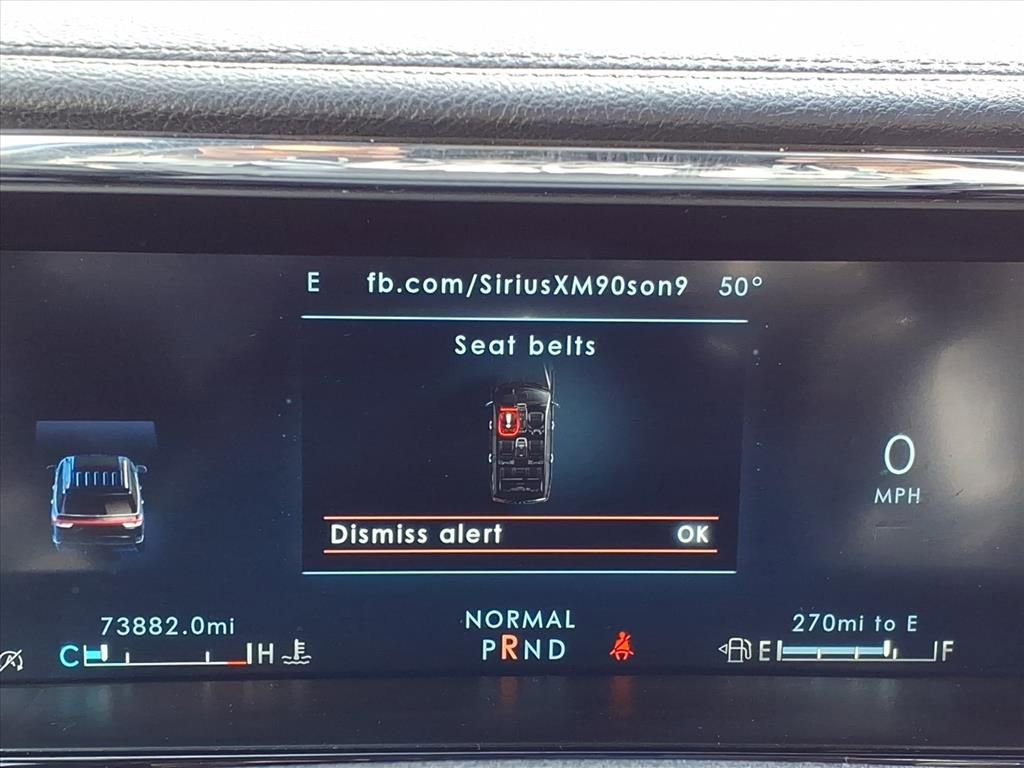 E fb.com/SiriusXM90son9 50°
Seat belts
Dismiss alert OK
0
MPH
73882.0mi
NORMAL
270mi to E
C H
PRND
E F